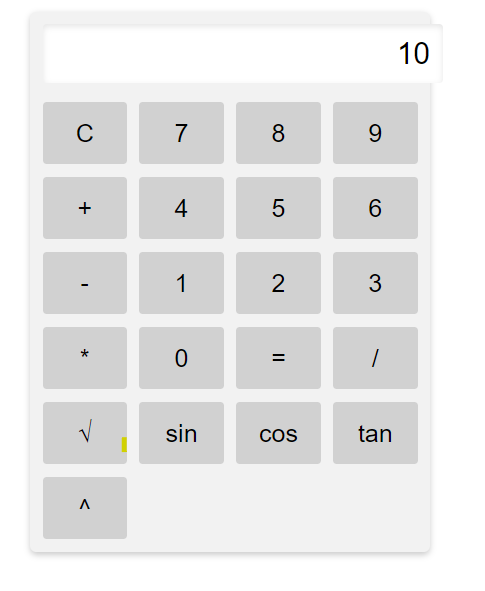 10
C 7 8 9
+ 4 5 6
- 1 2 3
* 0 = /
√ sin cos tan
^